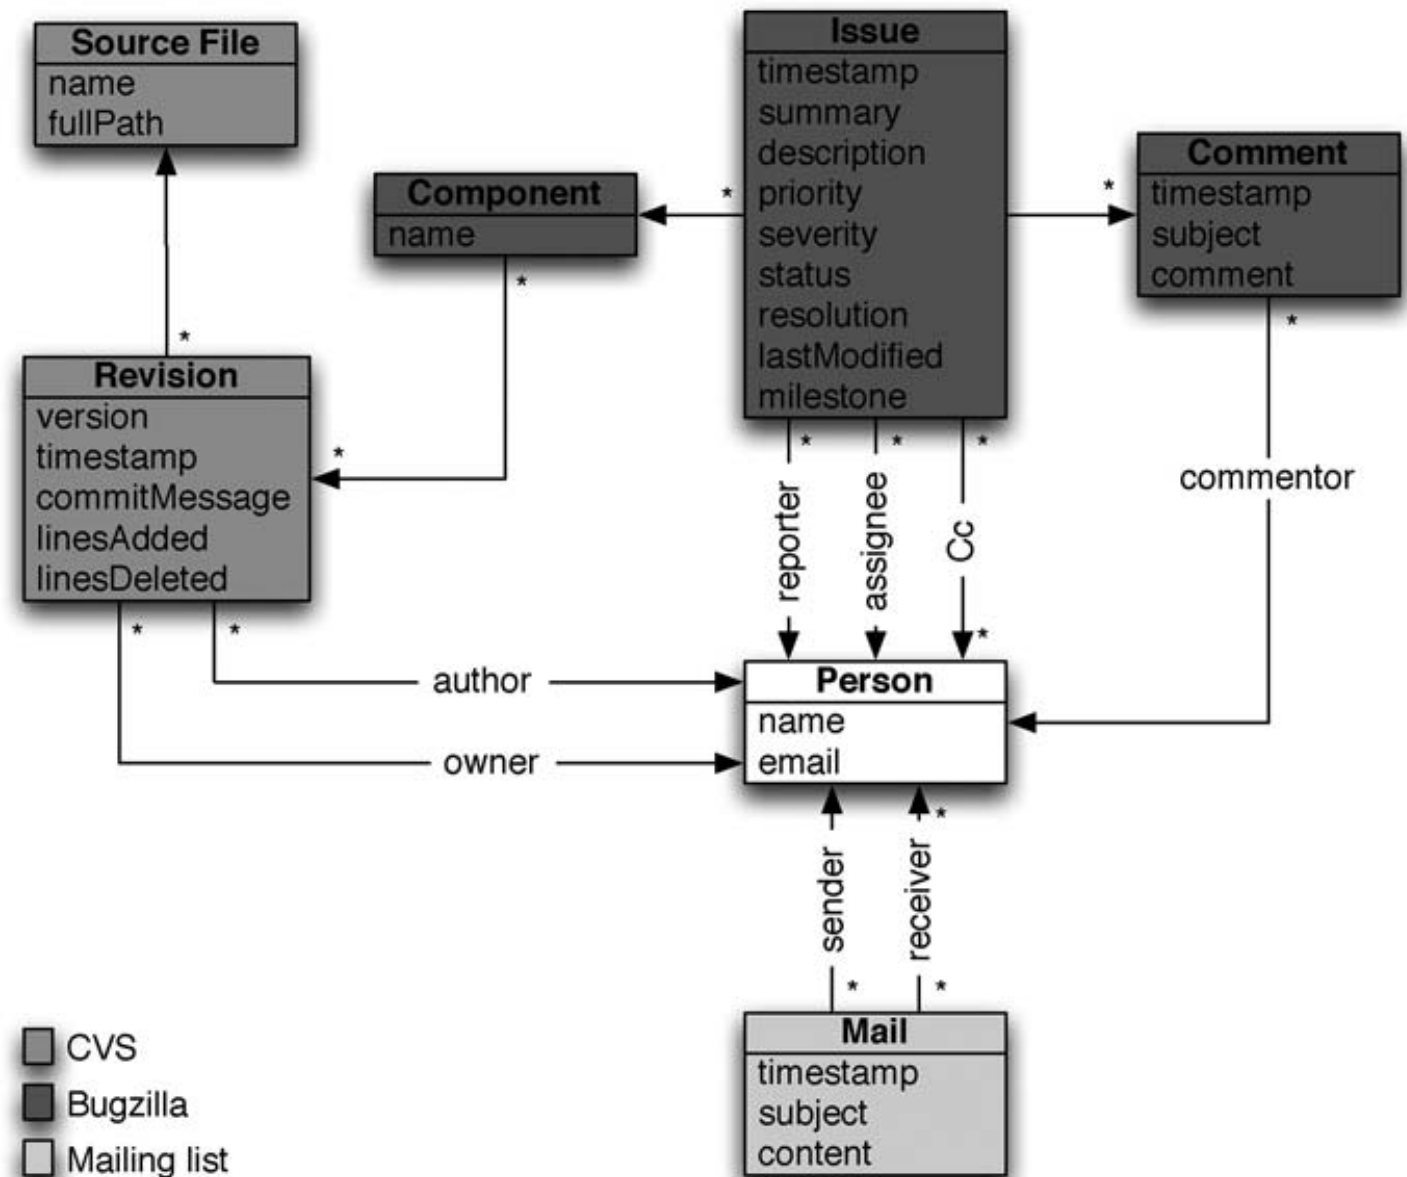 Source File
name
fullPath
Component
name
*
Issue
timestamp
summary
description
priority
severity
status
resolution
lastModified
milestone
*
Comment
timestamp
subject
comment
*
*
*
*
Revision
version
timestamp
commitMessage
linesAdded
linesDeleted
*
*
*
*
*
reporter
assignee
Cc
*
commentor
*
*
author
owner
Person
name
email
sender
receiver
*
*
*
Mail
timestamp
subject
content
CVS
Bugzilla
Mailing list